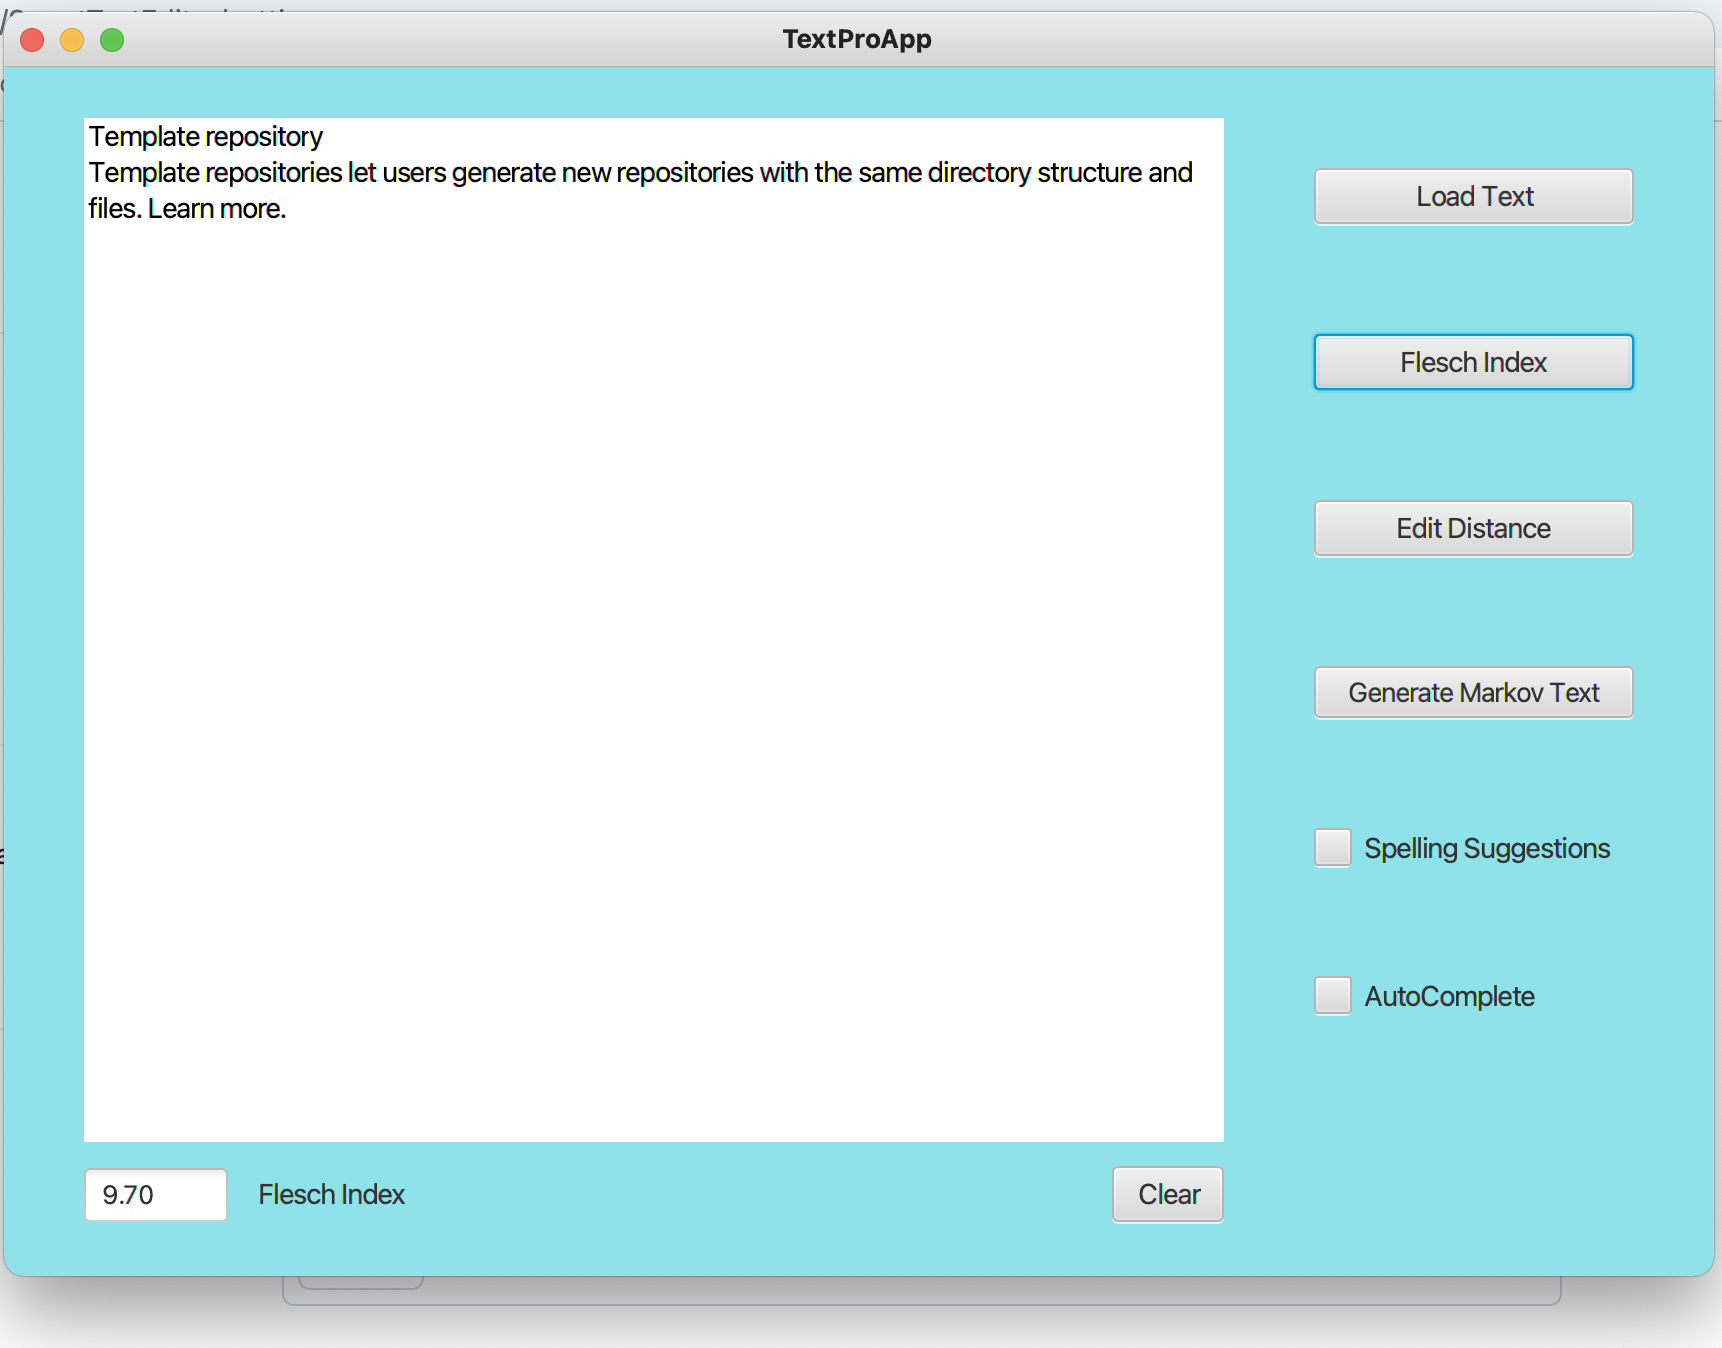 TextProApp
Template repository
Template repositories let users generate new repositories with the same directory structure and
files. Learn more.
Load Text
Flesch Index
Edit Distance
Generate Markov Text
Spelling Suggestions
AutoComplete
9.70
Flesch Index
Clear